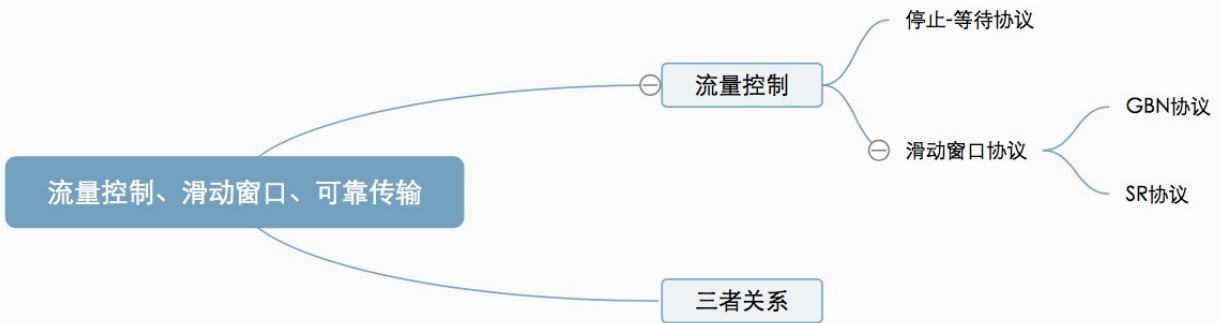 流量控制、滑动窗口、可靠传输
流量控制
停止-等待协议
滑动窗口协议
GBN协议
SR协议
三者关系